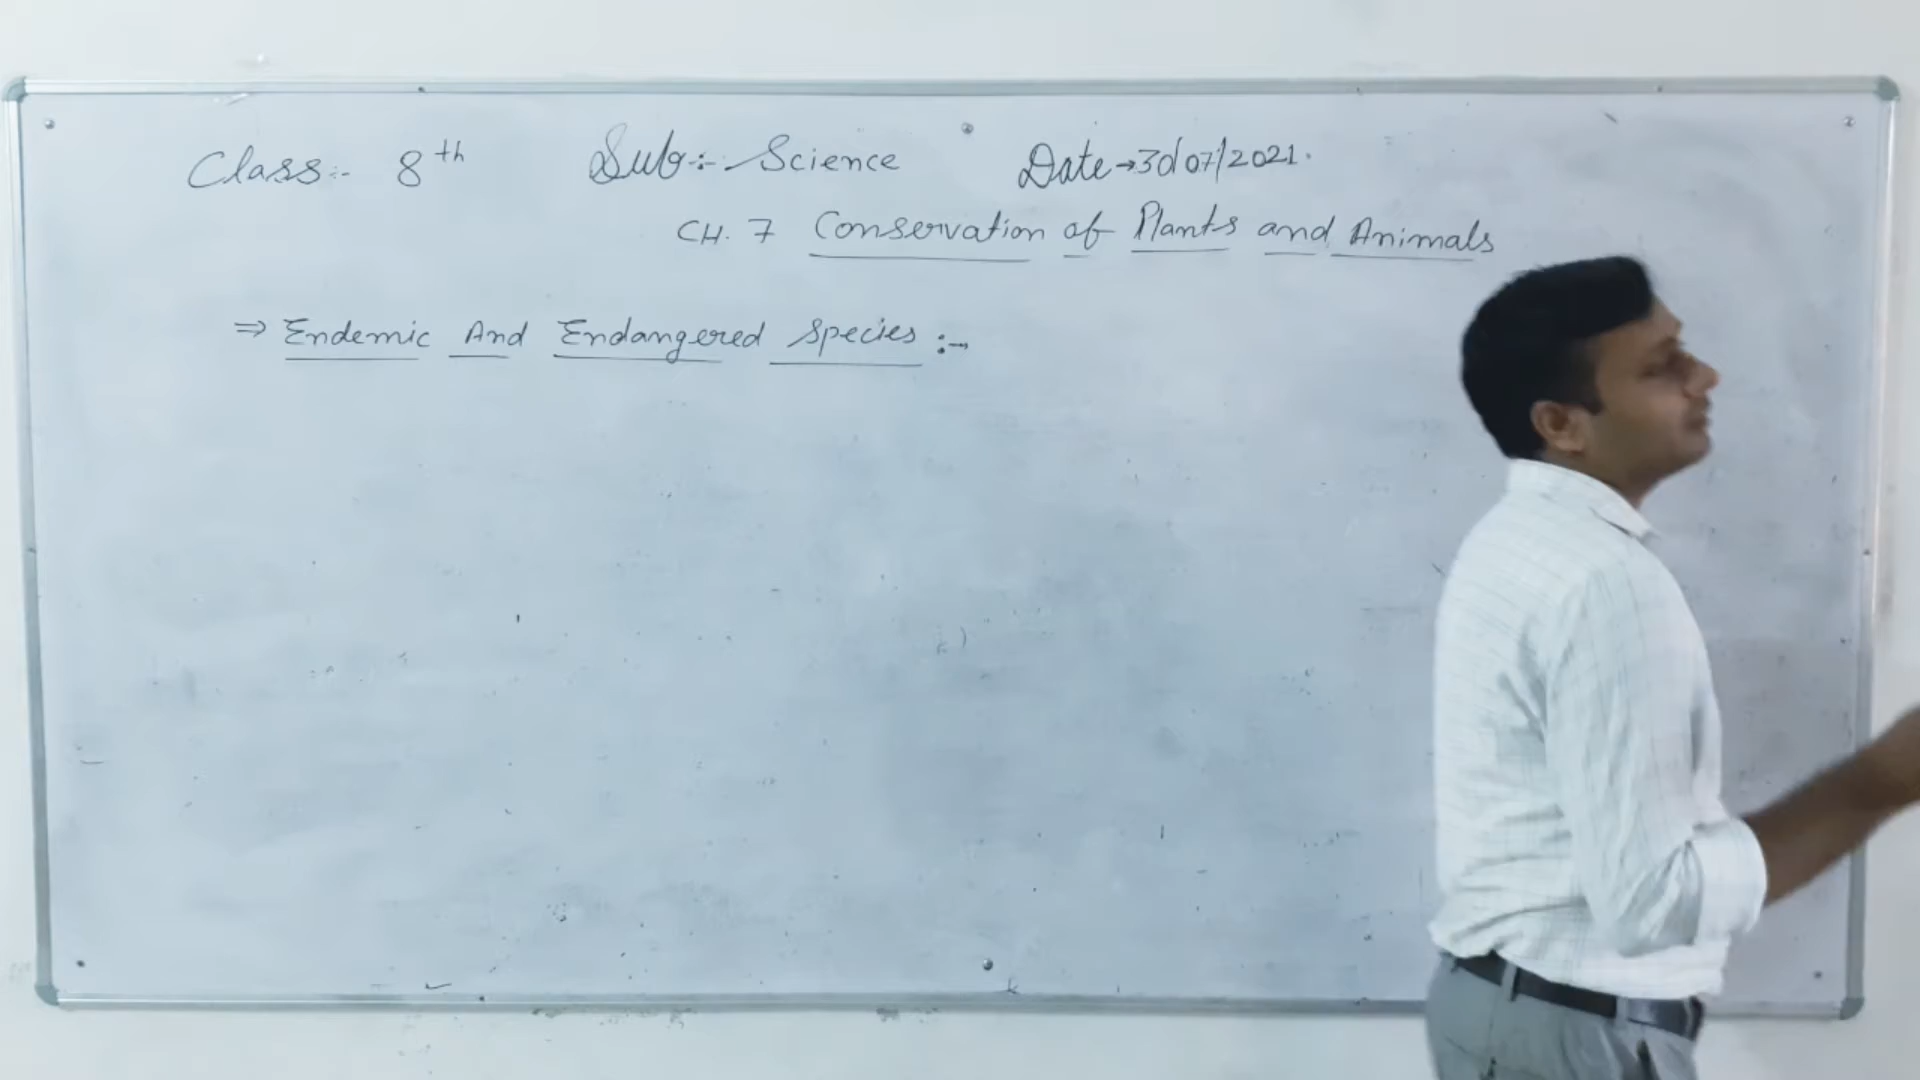 Class:- 8th Sub:- Science Date→30/07/2021.
CH. 7 Conservation of Plants and Animals
⇒ Endemic And Endangered Species :-